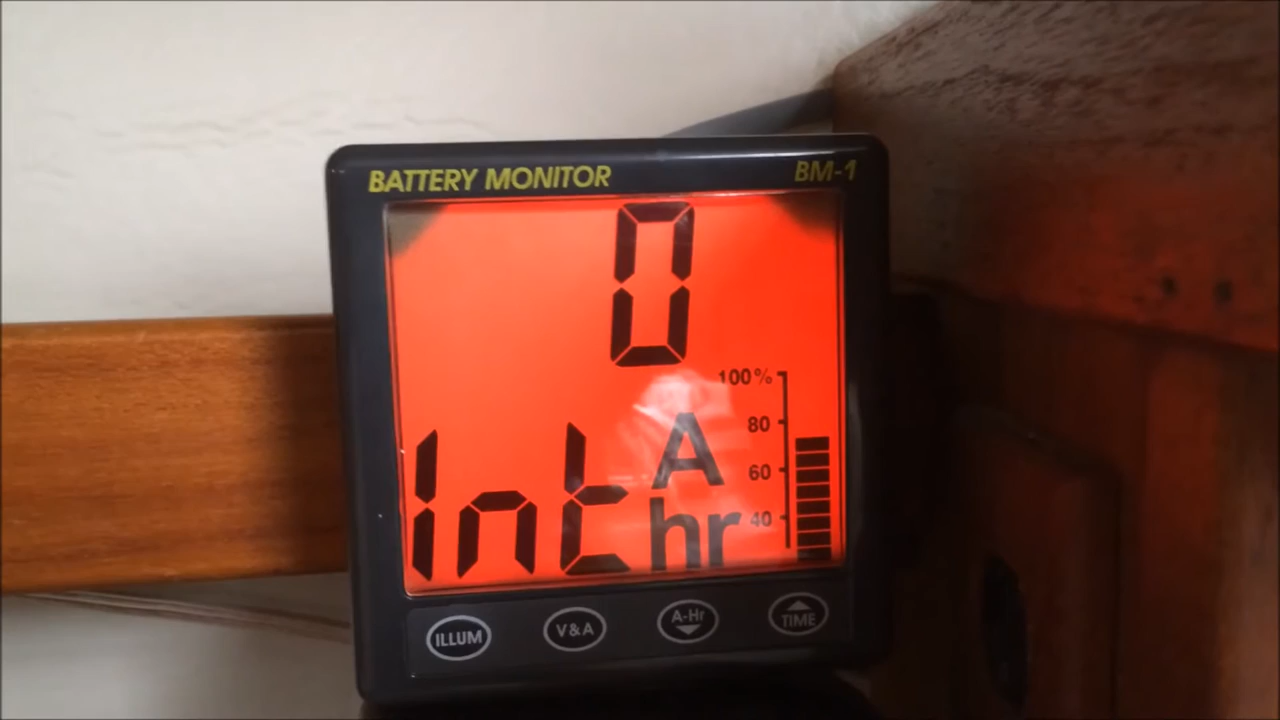 BATTERY MONITOR BM-1
0
100%
80
A
60
Int
hr 40
ILLUM V&A A-Hr TIME